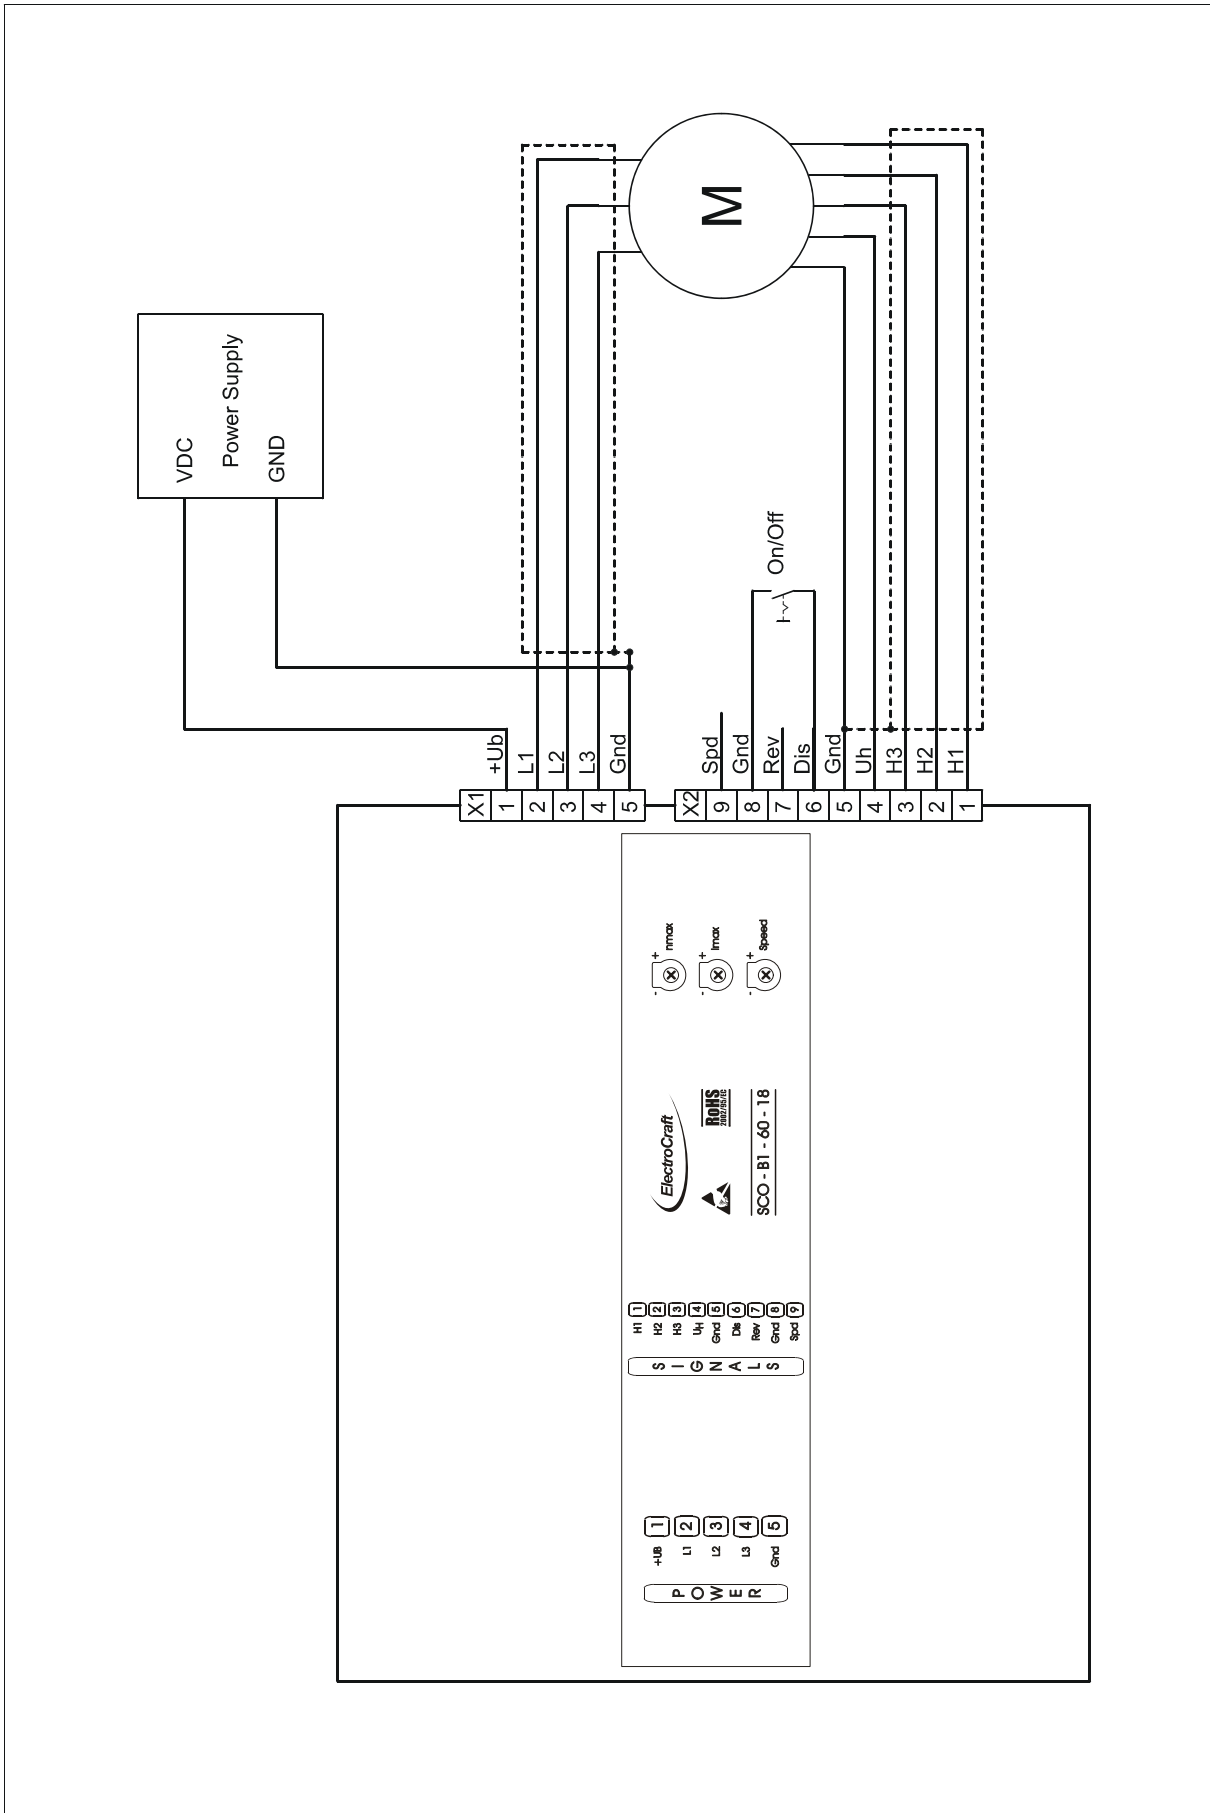 VDC
Power Supply
GND
M
On/Off
+Ub
L1
L2
L3
Gnd
Spd
Gnd
Rev
Dis
Gnd
Uh
H3
H2
H1
X1 1 2 3 4 5
X2 9 8 7 6 5 4 3 2 1
- + nmax
- + Imax
- + Speed
ElectroCraft
RoHS
2002/95/EC
SCO - B1 - 60 - 18
H1 1
H2 2
H3 3
UH 4
Gnd 5
Dis 6
Rev 7
Gnd 8
Spd 9
SIGNALS
+UB 1
L1 2
L2 3
L3 4
Gnd 5
POWER